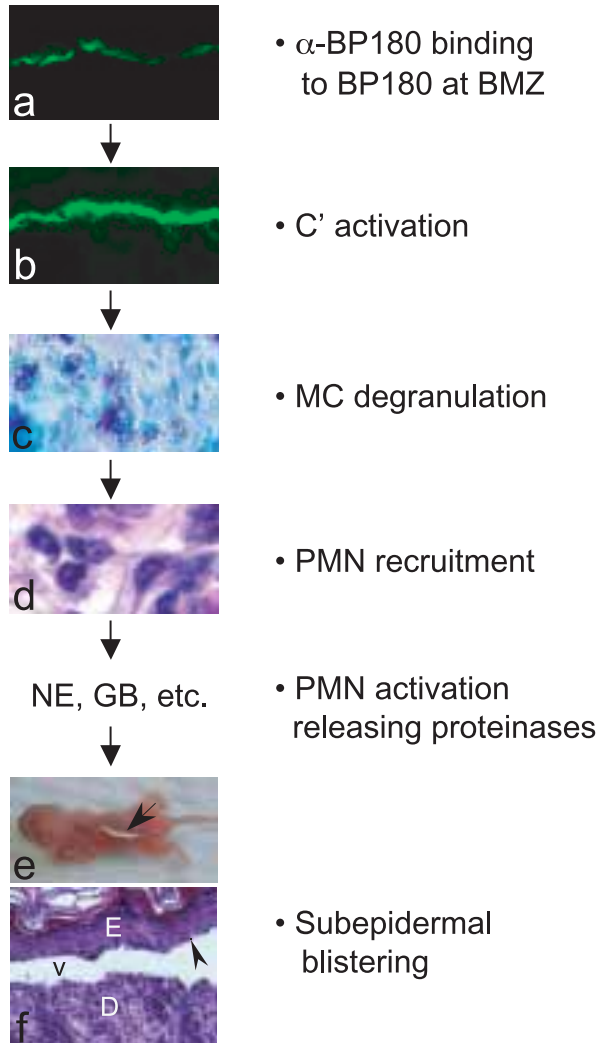 a
• α-BP180 binding
to BP180 at BMZ
b
• C’ activation
c
• MC degranulation
d
• PMN recruitment
NE, GB, etc.
• PMN activation
releasing proteinases
e
E
v
D
f
• Subepidermal
blistering